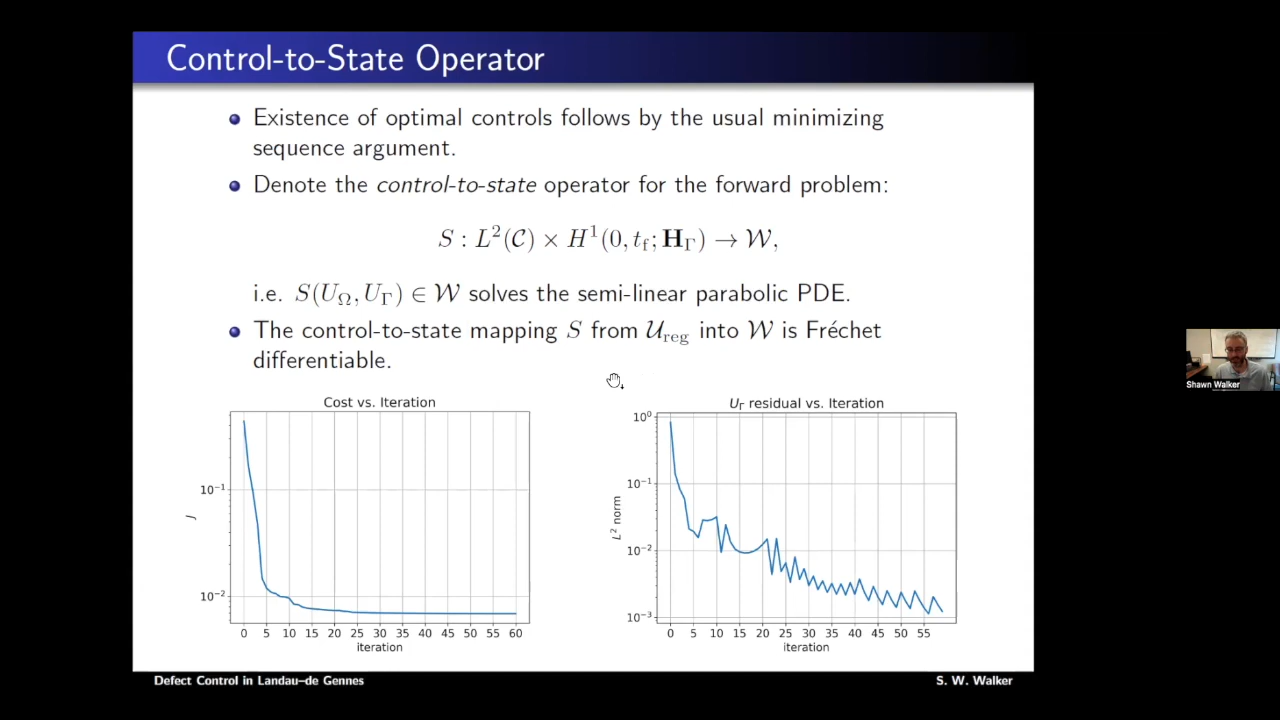 Control-to-State Operator
Existence of optimal controls follows by the usual minimizing
sequence argument.
Denote the control-to-state operator for the forward problem:
S : L²(𝒞) × H¹(0, t_f; H_Γ) → 𝒲,
i.e. S(U_Ω, U_Γ) ∈ 𝒲 solves the semi-linear parabolic PDE.
The control-to-state mapping S from 𝒰_reg into 𝒲 is Fréchet
differentiable.
Cost vs. Iteration
10⁻¹
10⁻²
J
0 5 10 15 20 25 30 35 40 45 50 55 60
iteration
U_Γ residual vs. Iteration
10⁰
10⁻¹
10⁻²
10⁻³
L² norm
0 5 10 15 20 25 30 35 40 45 50 55
iteration
Defect Control in Landau–de Gennes
S. W. Walker
Shawn Walker